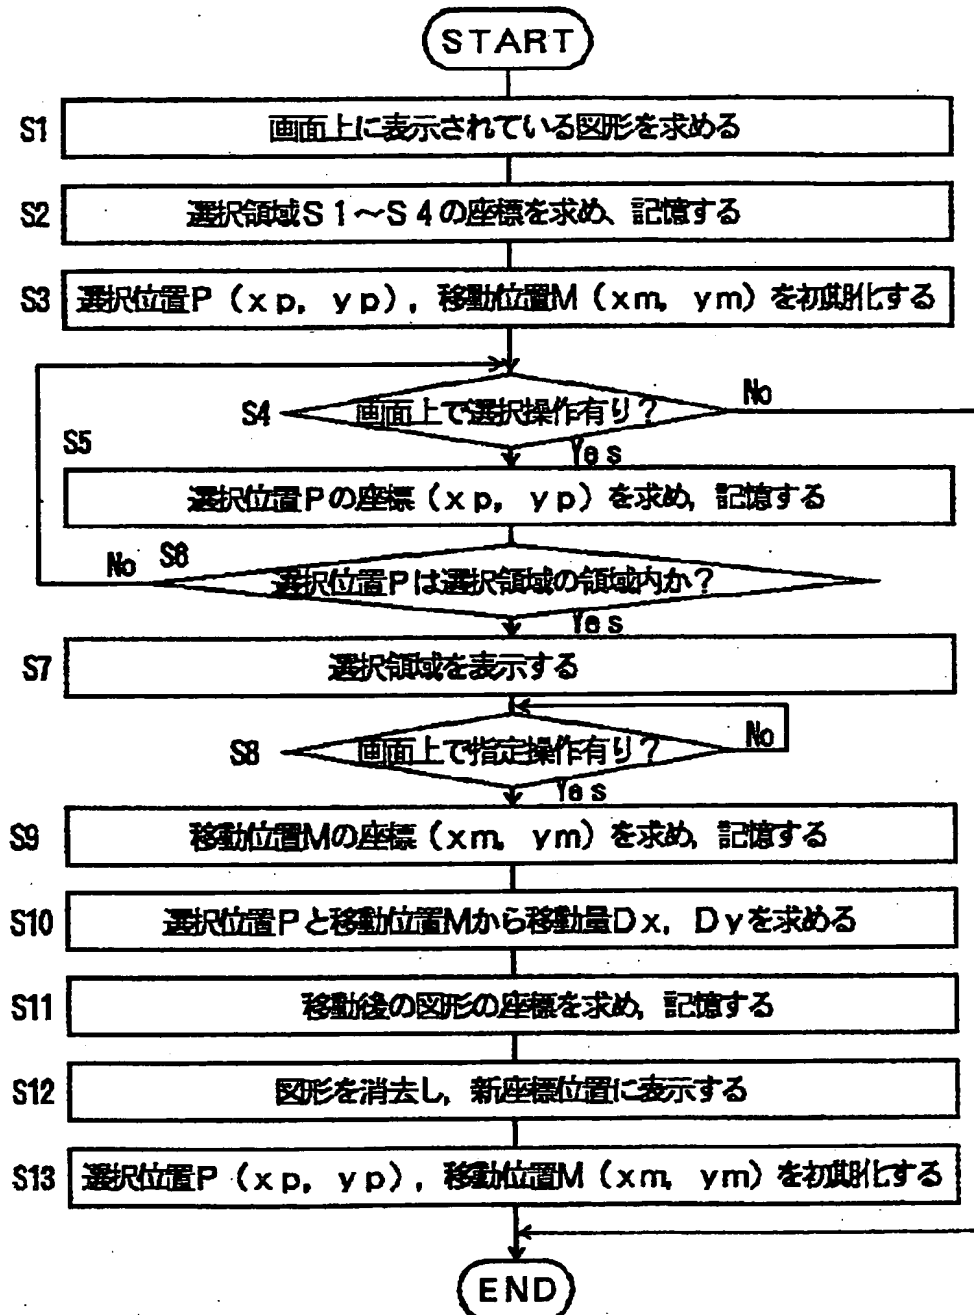 START
S1 画面上に表示されている図形を求める
S2 選択領域S1～S4の座標を求め、記憶する
S3 選択位置P(xp, yp), 移動位置M(xm, ym)を初期化する
S4 画面上で選択操作有り？ No
Yes
S5
選択位置Pの座標(xp, yp)を求め, 記憶する
No S6
選択位置Pは選択領域の領域内か？
Yes
S7 選択領域を表示する
S8 画面上で指定操作有り？ No
Yes
S9 移動位置Mの座標(xm, ym)を求め, 記憶する
S10 選択位置Pと移動位置Mから移動量Dx, Dyを求める
S11 移動後の図形の座標を求め, 記憶する
S12 図形を消去し, 新座標位置に表示する
S13 選択位置P(xp, yp), 移動位置M(xm, ym)を初期化する
END